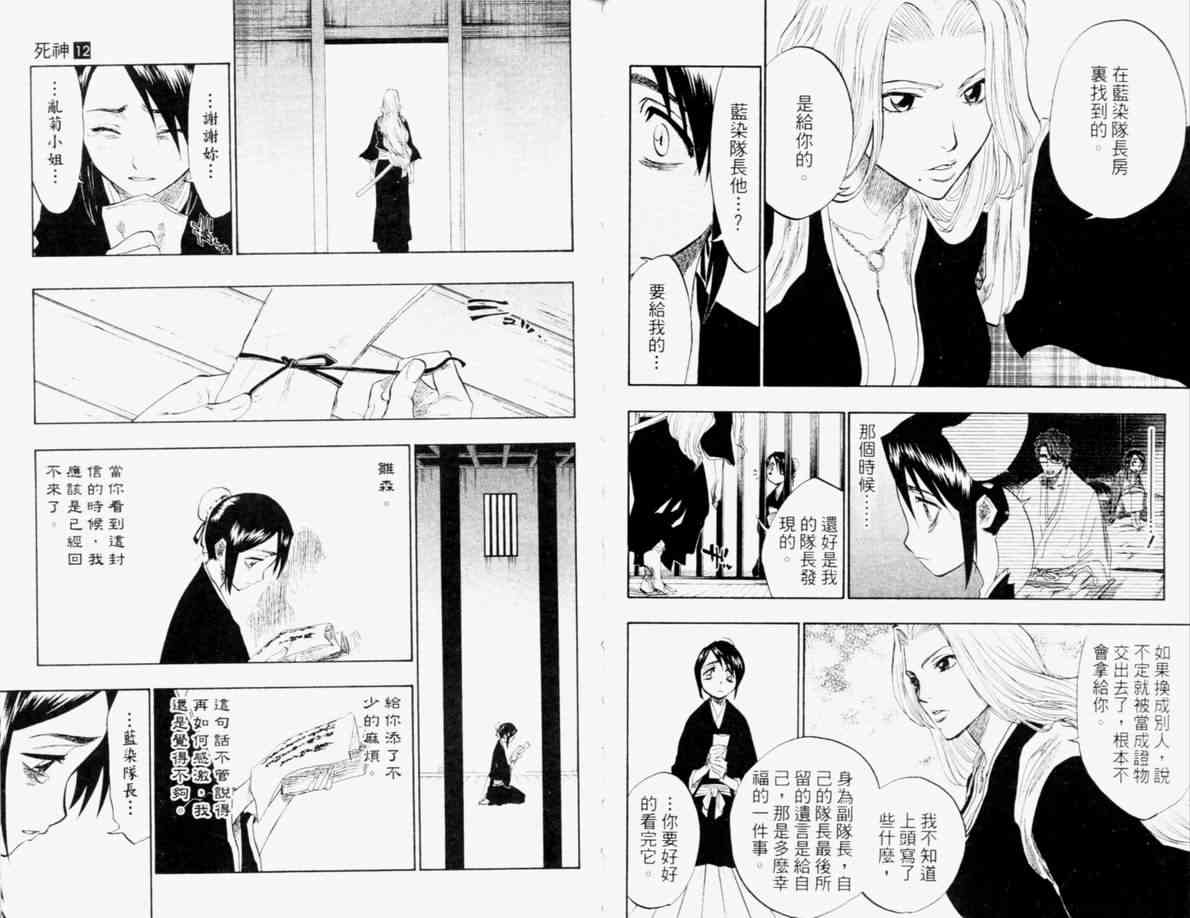 在藍染隊長房
裏找到的。
是給你的。
藍染隊長他…?
要給我的…
…………
那個時候……
還好是我
的隊長發
現的。
如果換成別人，說
不定就被當成證物
交出去了，根本不
會拿給你。
我不知道
上頭寫了
些什麼，
身為副隊長，自
己的隊長最後所
留的遺言是給自
己，那是多麼幸
福的一件事。
…你要好好
的看完它。
死神12
…謝謝妳…
…亂菊小姐…
雛森。
當你看到這封
信的時候，我
應該是已經回
不來了。
給你添了不
少的麻煩。
這句話不管說得
再如何感激，我
還是覺得不夠。
…藍染隊長…